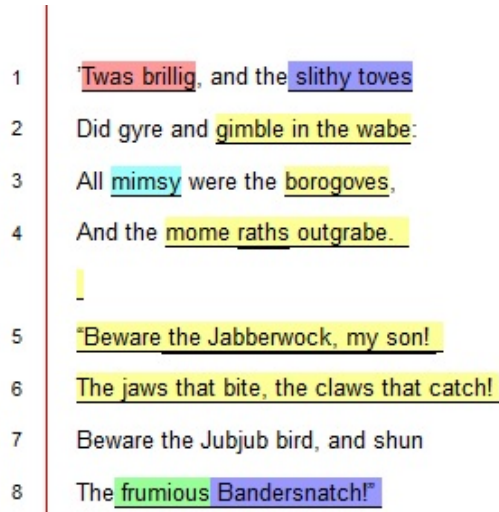 1 'Twas brillig, and the slithy toves
2 Did gyre and gimble in the wabe:
3 All mimsy were the borogoves,
4 And the mome raths outgrabe.
5 “Beware the Jabberwock, my son!
6 The jaws that bite, the claws that catch!
7 Beware the Jubjub bird, and shun
8 The frumious Bandersnatch!”